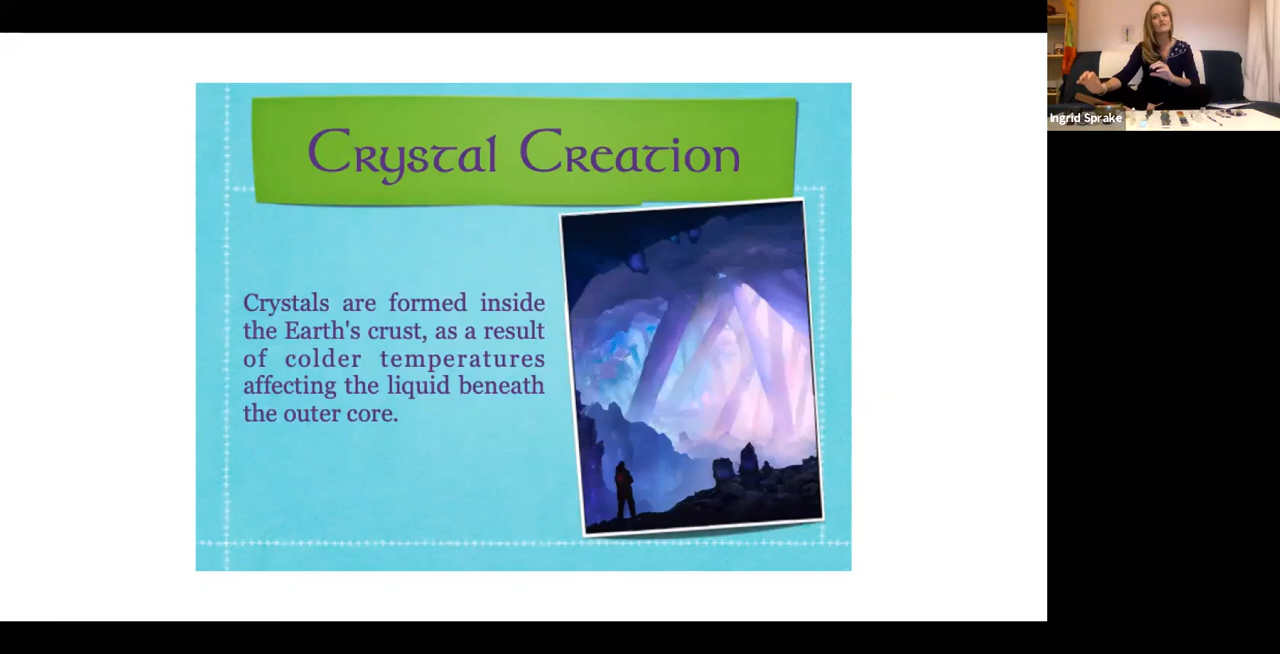 Crystal Creation
Crystals are formed inside
the Earth's crust, as a result
of colder temperatures
affecting the liquid beneath
the outer core.
Ingrid Sprake